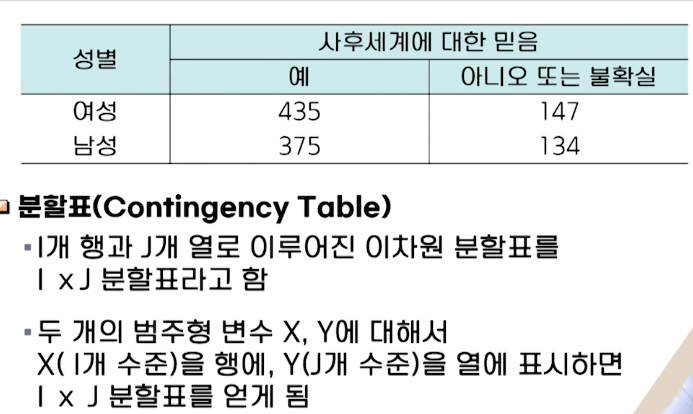 성별 사후세계에 대한 믿음
예 아니오 또는 불확실
여성 435 147
남성 375 134
분할표(Contingency Table)
I개 행과 J개 열로 이루어진 이차원 분할표를
I x J 분할표라고 함
두 개의 범주형 변수 X, Y에 대해서
X( I개 수준)을 행에, Y(J개 수준)을 열에 표시하면
I x J 분할표를 얻게 됨